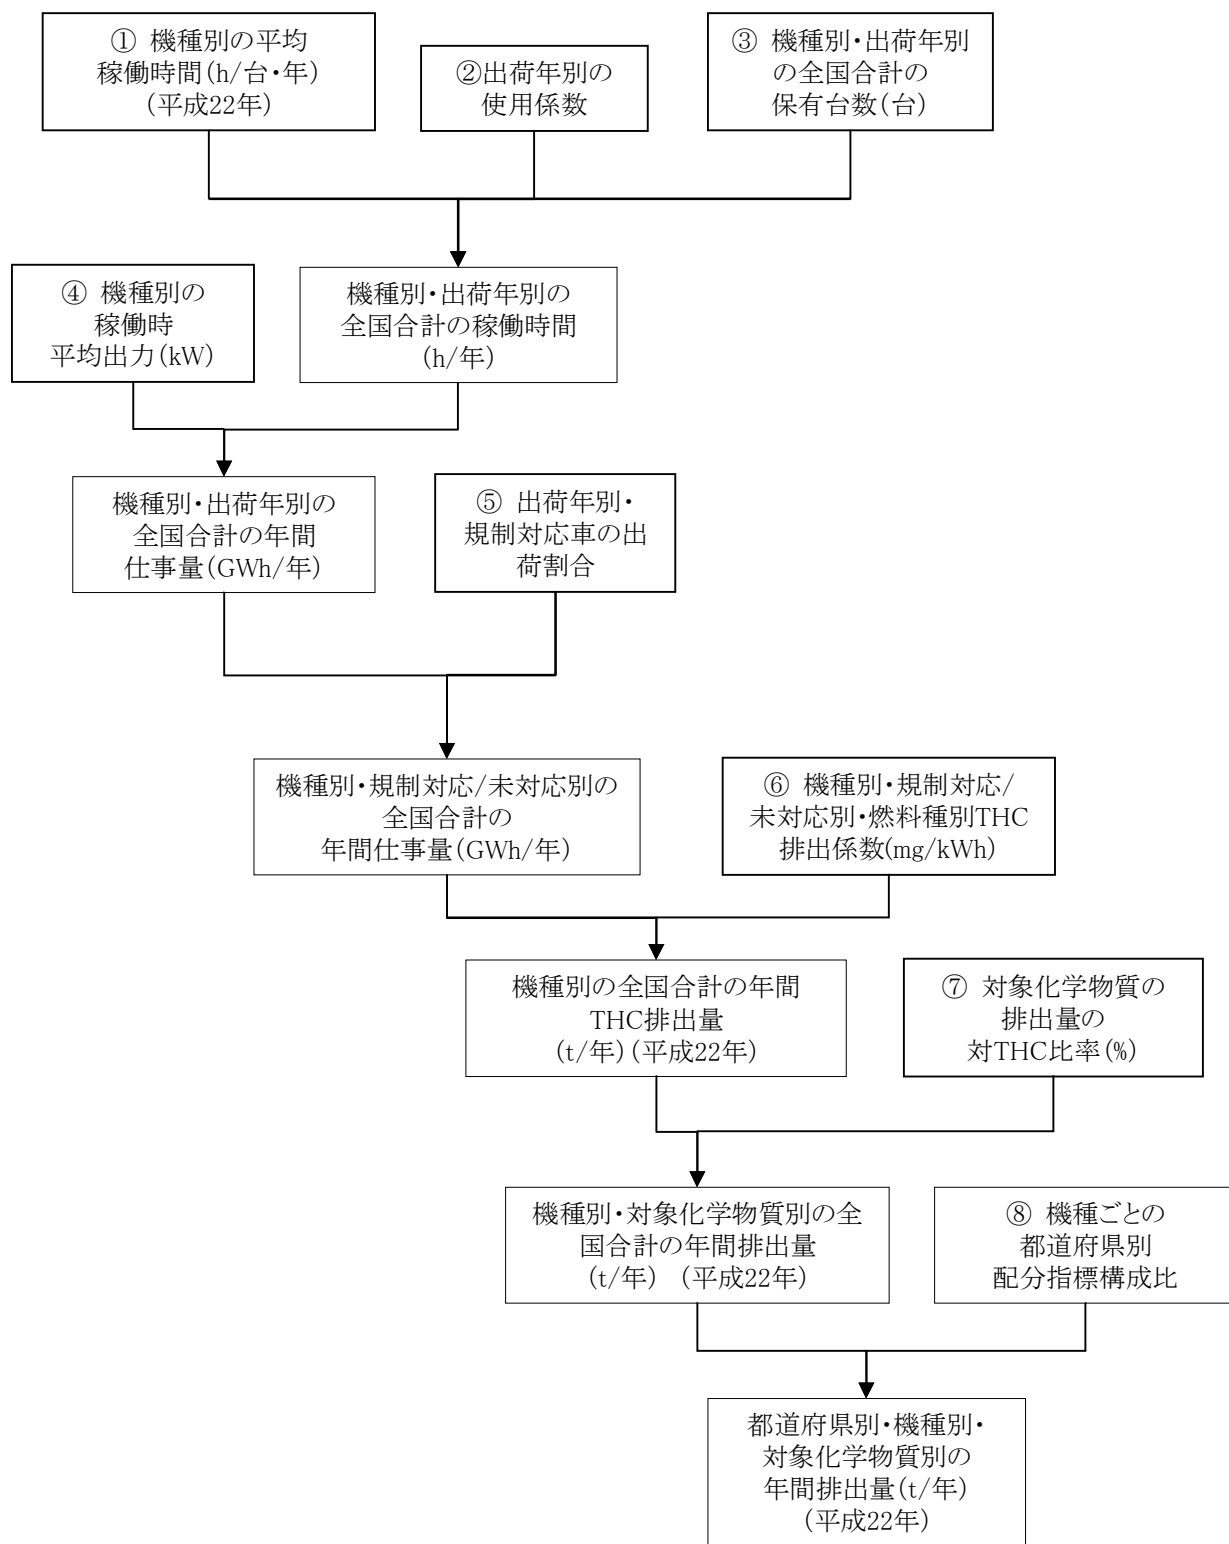 ① 機種別の平均
稼働時間(h/台・年)
(平成22年)
②出荷年別の
使用係数
③ 機種別・出荷年別
の全国合計の
保有台数(台)
④ 機種別の
稼働時
平均出力(kW)
機種別・出荷年別の
全国合計の稼働時間
(h/年)
機種別・出荷年別の
全国合計の年間
仕事量(GWh/年)
⑤ 出荷年別・
規制対応車の出
荷割合
機種別・規制対応/未対応別の
全国合計の
年間仕事量(GWh/年)
⑥ 機種別・規制対応/
未対応別・燃料種別THC
排出係数(mg/kWh)
機種別の全国合計の年間
THC排出量
(t/年)(平成22年)
⑦ 対象化学物質の
排出量の
対THC比率(%)
機種別・対象化学物質別の全
国合計の年間排出量
(t/年) (平成22年)
⑧ 機種ごとの
都道府県別
配分指標構成比
都道府県別・機種別・
対象化学物質別の
年間排出量(t/年)
(平成22年)